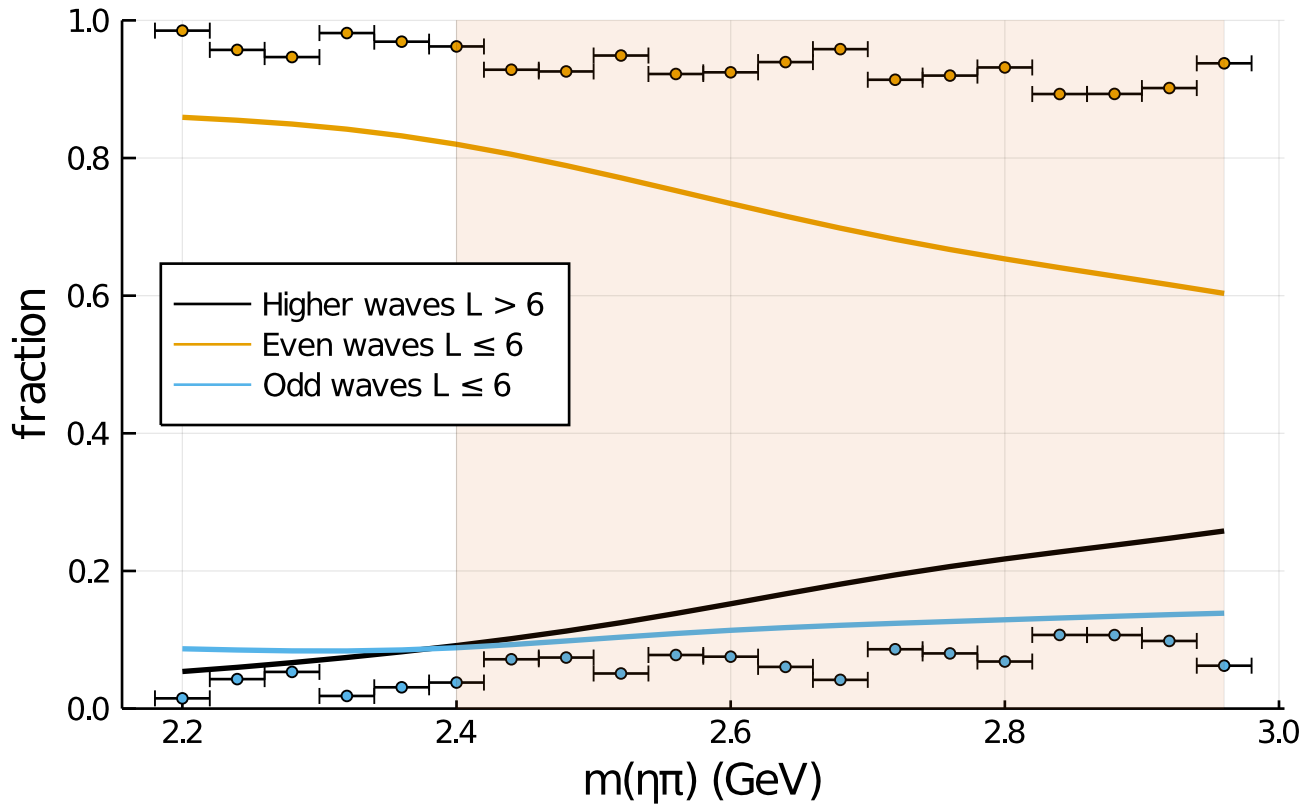 1.0
0.8
0.6
0.4
0.2
0.0
fraction
Higher waves L > 6
Even waves L ≤ 6
Odd waves L ≤ 6
2.2 2.4 2.6 2.8 3.0
m(ηπ) (GeV)